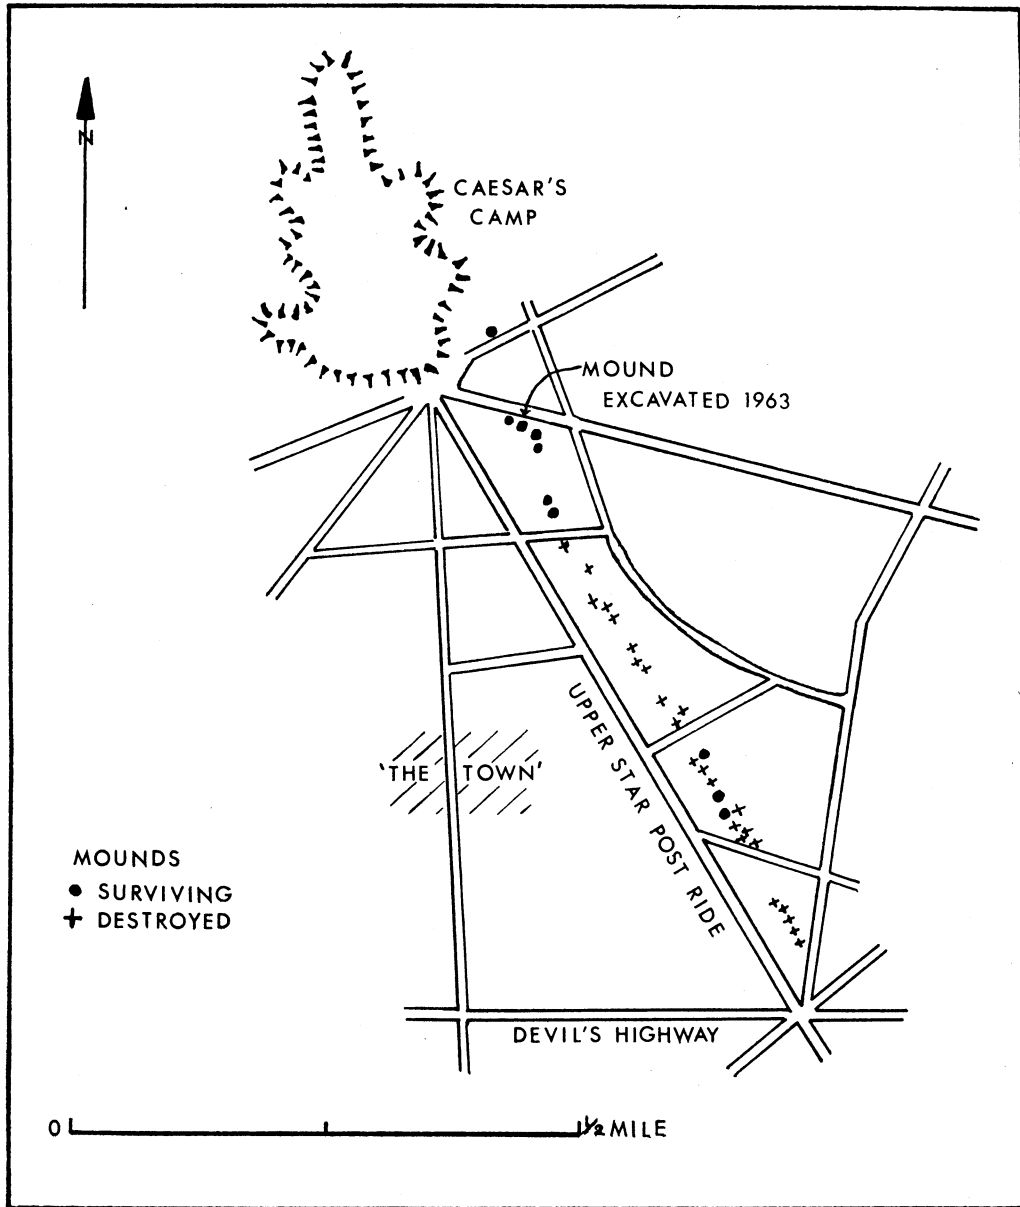 N
CAESAR'S
CAMP
MOUND
EXCAVATED 1963
UPPER STAR POST RIDE
'THE TOWN'
MOUNDS
SURVIVING
DESTROYED
DEVIL'S HIGHWAY
0 ½ MILE